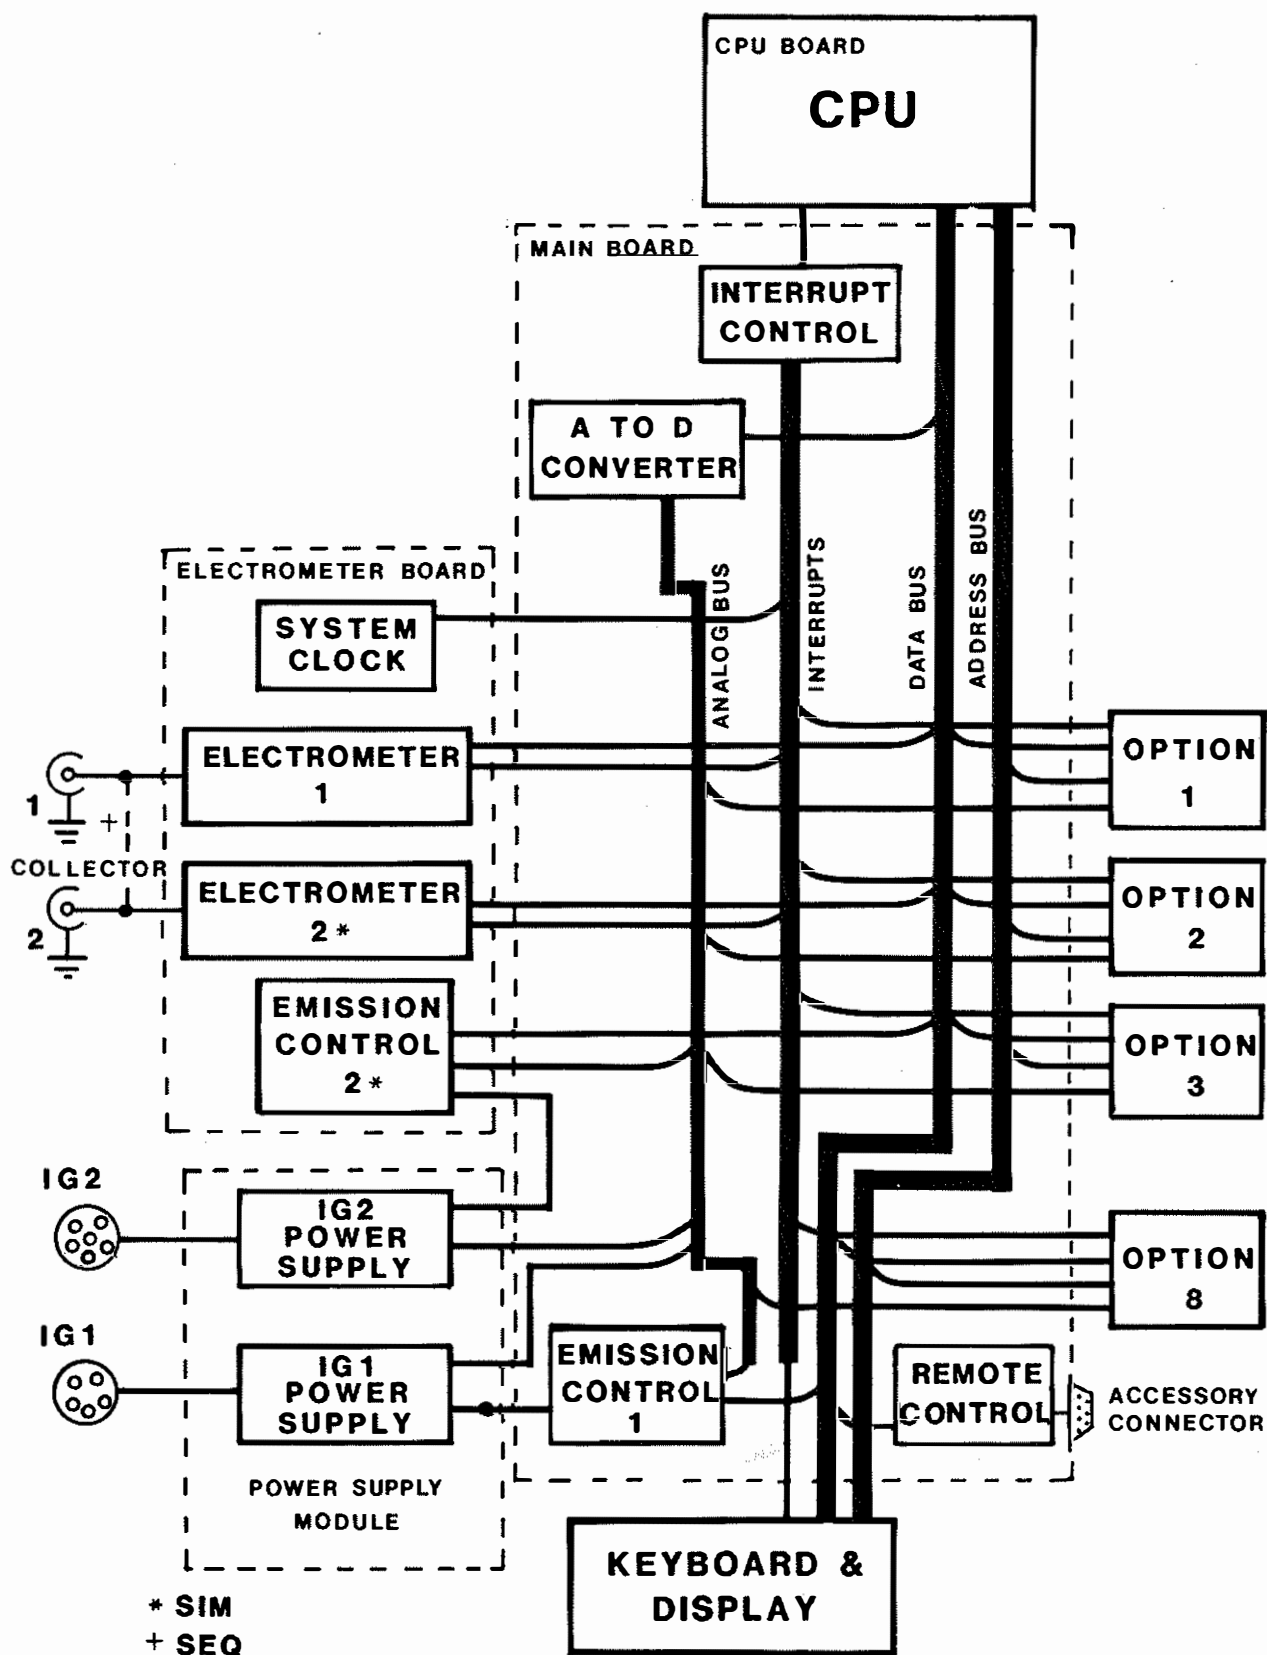 CPU BOARD
CPU
MAIN BOARD
INTERRUPT
CONTROL
A TO D
CONVERTER
ELECTROMETER BOARD
SYSTEM
CLOCK
ANALOG BUS
INTERRUPTS
DATA BUS
ADDRESS BUS
ELECTROMETER
1
OPTION
1
1
+
COLLECTOR
ELECTROMETER
2 *
OPTION
2
2
EMISSION
CONTROL
2 *
OPTION
3
IG2
IG2
POWER
SUPPLY
OPTION
8
IG1
IG1
POWER
SUPPLY
EMISSION
CONTROL
1
REMOTE
CONTROL
ACCESSORY
CONNECTOR
POWER SUPPLY
MODULE
KEYBOARD &
DISPLAY
* SIM
+ SEQ